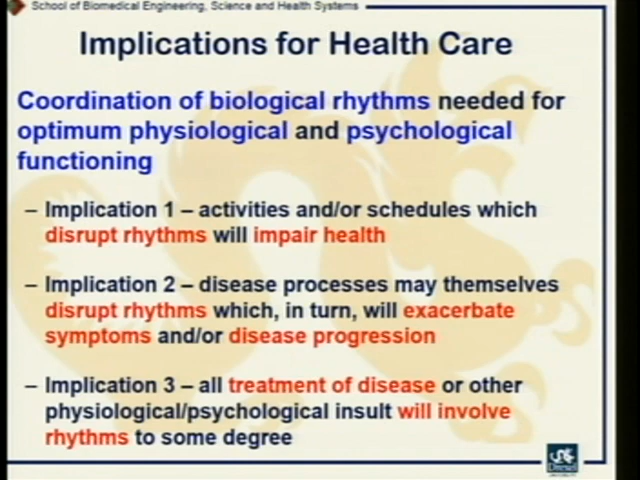 School of Biomedical Engineering, Science and Health Systems
Implications for Health Care
Coordination of biological rhythms needed for
optimum physiological and psychological
functioning
– Implication 1 – activities and/or schedules which
disrupt rhythms will impair health
– Implication 2 – disease processes may themselves
disrupt rhythms which, in turn, will exacerbate
symptoms and/or disease progression
– Implication 3 – all treatment of disease or other
physiological/psychological insult will involve
rhythms to some degree
Drexel